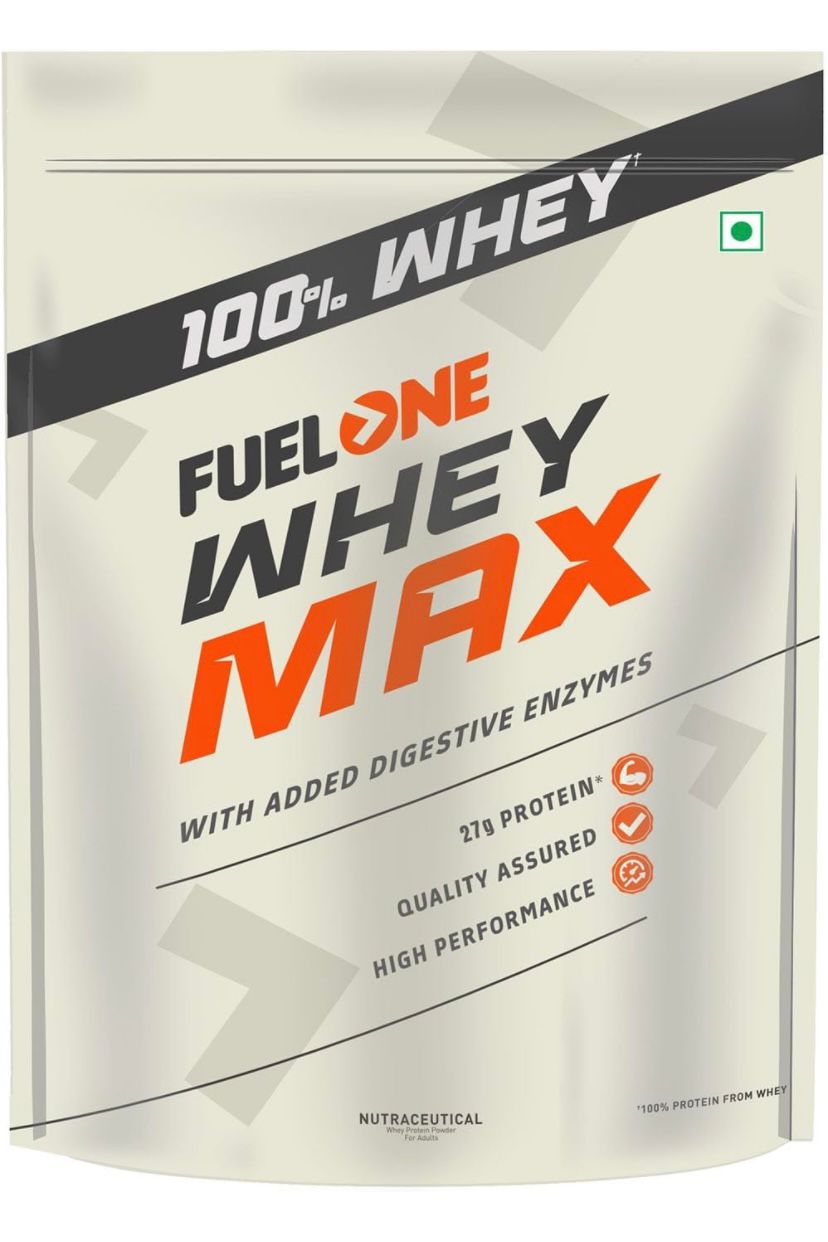 100% WHEY†
FUELONE
WHEY
MAX
WITH ADDED DIGESTIVE ENZYMES
27g PROTEIN*
QUALITY ASSURED
HIGH PERFORMANCE
†100% PROTEIN FROM WHEY
NUTRACEUTICAL
Whey Protein Powder
For Adults